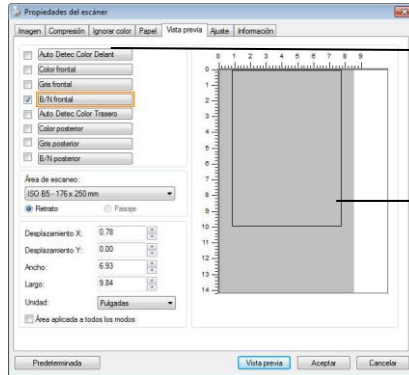 Propiedades del escáner
Imagen Compresión Ignorar color Papel Vista previa Ajuste Información
Auto Detec Color Delant
Color frontal
Gris frontal
B/N frontal
Auto Detec Color Trasero
Color posterior
Gris posterior
B/N posterior
Área de escaneo:
ISO B5 - 176 x 250 mm
Retrato Paisaje
Desplazamiento X: 0.78
Desplazamiento Y: 0.00
Ancho: 6.93
Largo: 9.84
Unidad: Pulgadas
Área aplicada a todos los modos
0 1 2 3 4 5 6 7 8 9
0
1
2
3
4
5
6
7
8
9
10
11
12
13
14
Predeterminada Vista previa Aceptar Cancelar